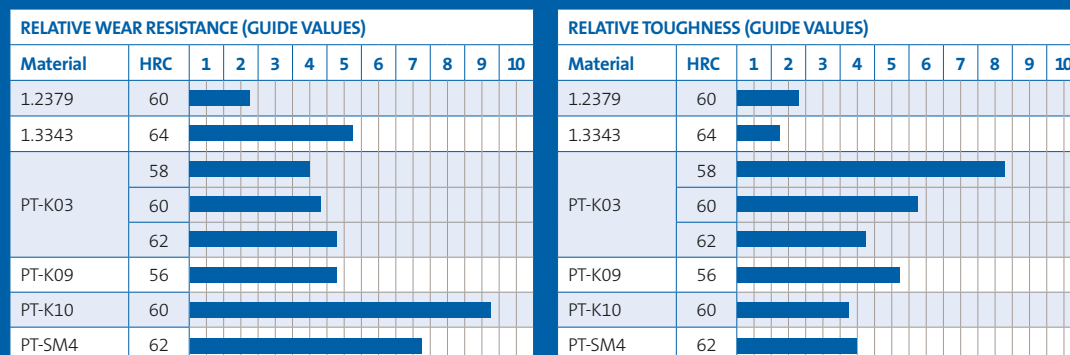 RELATIVE WEAR RESISTANCE (GUIDE VALUES)
Material HRC 1 2 3 4 5 6 7 8 9 10
1.2379 60
1.3343 64
58
PT-K03 60
62
PT-K09 56
PT-K10 60
PT-SM4 62
RELATIVE TOUGHNESS (GUIDE VALUES)
Material HRC 1 2 3 4 5 6 7 8 9 10
1.2379 60
1.3343 64
58
PT-K03 60
62
PT-K09 56
PT-K10 60
PT-SM4 62